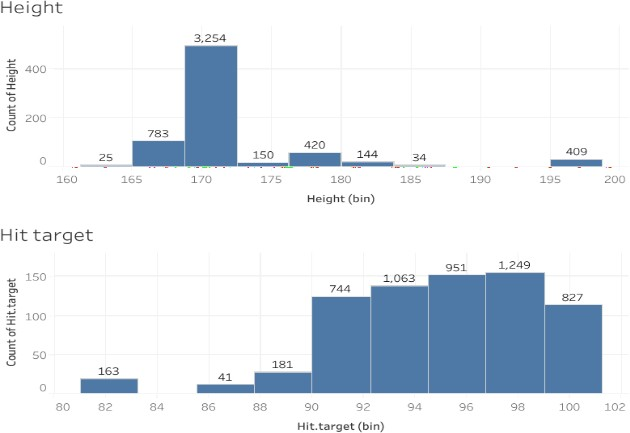 Height
3,254
400
Count of Height
200
783
420
409
25
150
144
34
0
160 165 170 175 180 185 190 195 200
Height (bin)
Hit target
1,249
951
1,063
150
744
827
Count of Hit.target
100
50
181
163
41
0
80 82 84 86 88 90 92 94 96 98 100 102
Hit.target (bin)